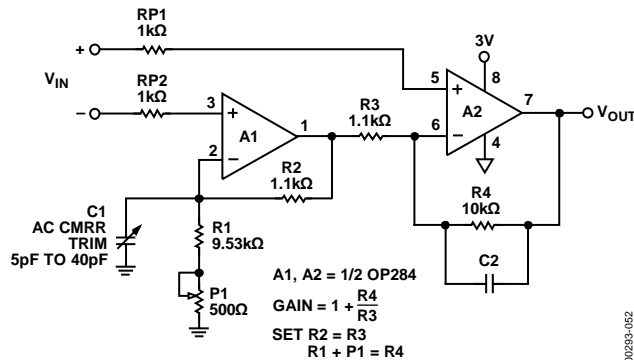 RP1
1kΩ
+
3V
VIN
RP2
1kΩ
5
+
8
A2
7
VOUT
−
3
+
A1
1
R3
1.1kΩ
6
−
4
2
−
R2
1.1kΩ
R4
10kΩ
C1
AC CMRR
TRIM
5pF TO 40pF
R1
9.53kΩ
C2
P1
500Ω
A1, A2 = 1/2 OP284
GAIN = 1 + R4/R3
SET R2 = R3
R1 + P1 = R4
00293-052